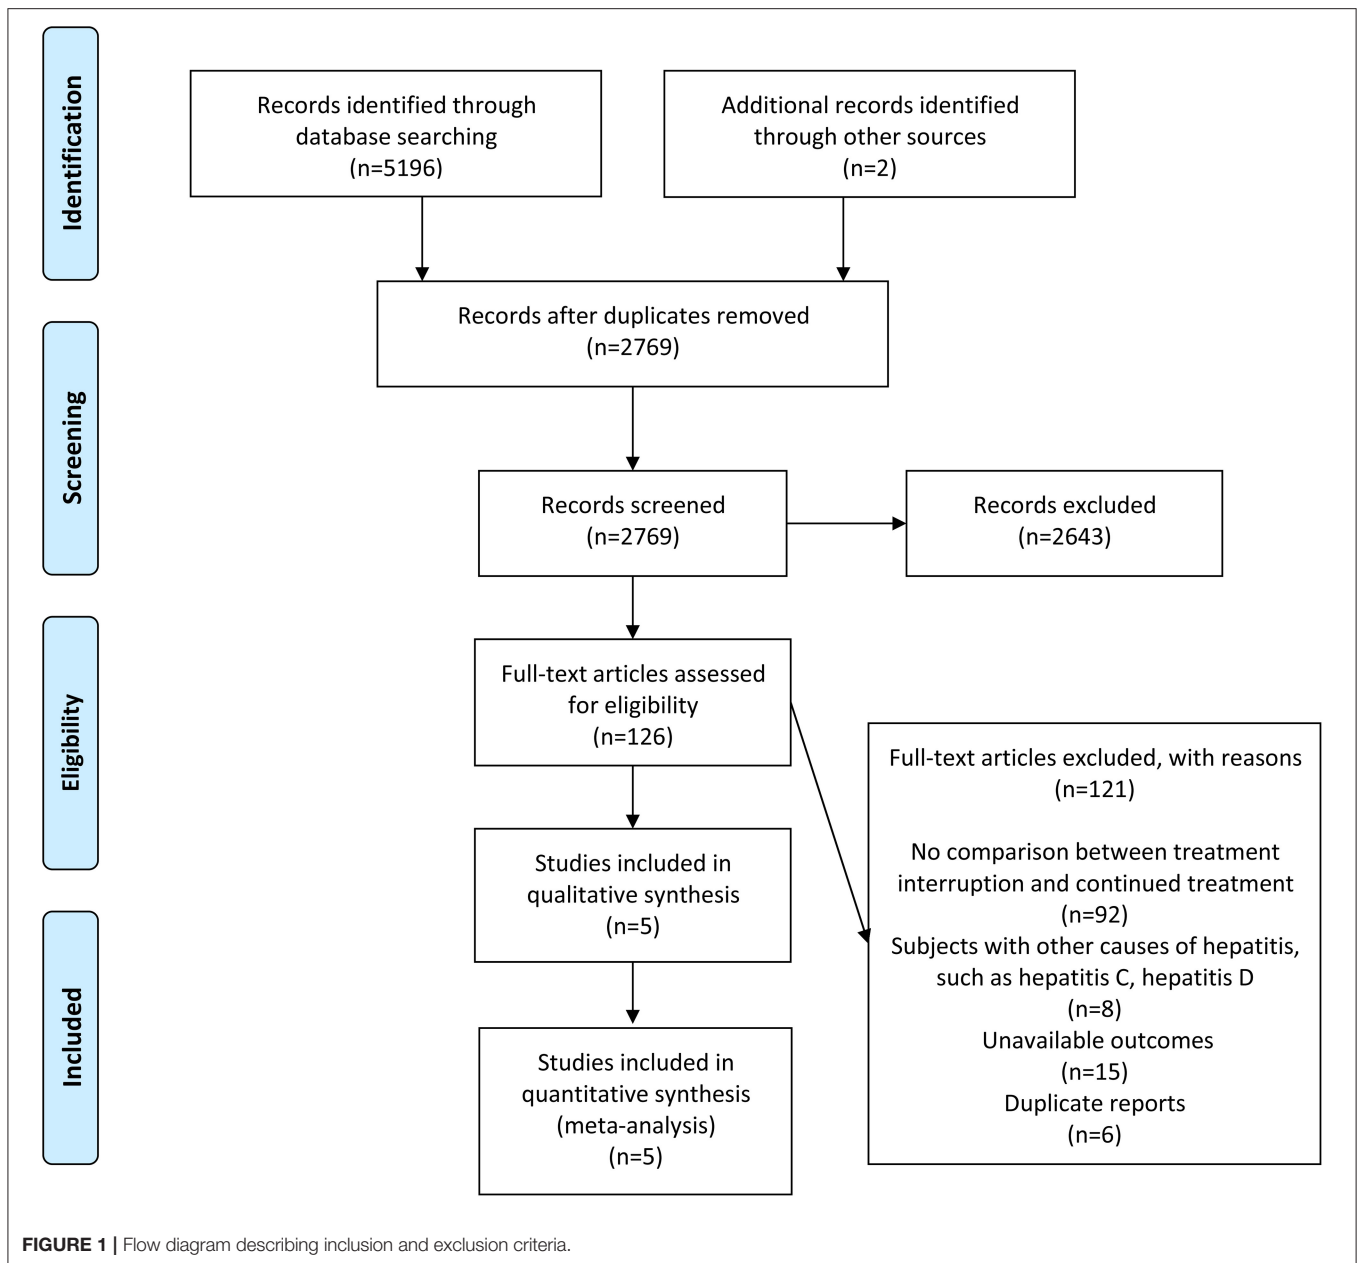 Identification
Records identified through
database searching
(n=5196)
Additional records identified
through other sources
(n=2)
Records after duplicates removed
(n=2769)
Screening
Records screened
(n=2769)
Records excluded
(n=2643)
Eligibility
Full-text articles assessed
for eligibility
(n=126)
Full-text articles excluded, with reasons
(n=121)
No comparison between treatment
interruption and continued treatment
(n=92)
Subjects with other causes of hepatitis,
such as hepatitis C, hepatitis D
(n=8)
Unavailable outcomes
(n=15)
Duplicate reports
(n=6)
Studies included in
qualitative synthesis
(n=5)
Included
Studies included in
quantitative synthesis
(meta-analysis)
(n=5)
FIGURE 1 | Flow diagram describing inclusion and exclusion criteria.